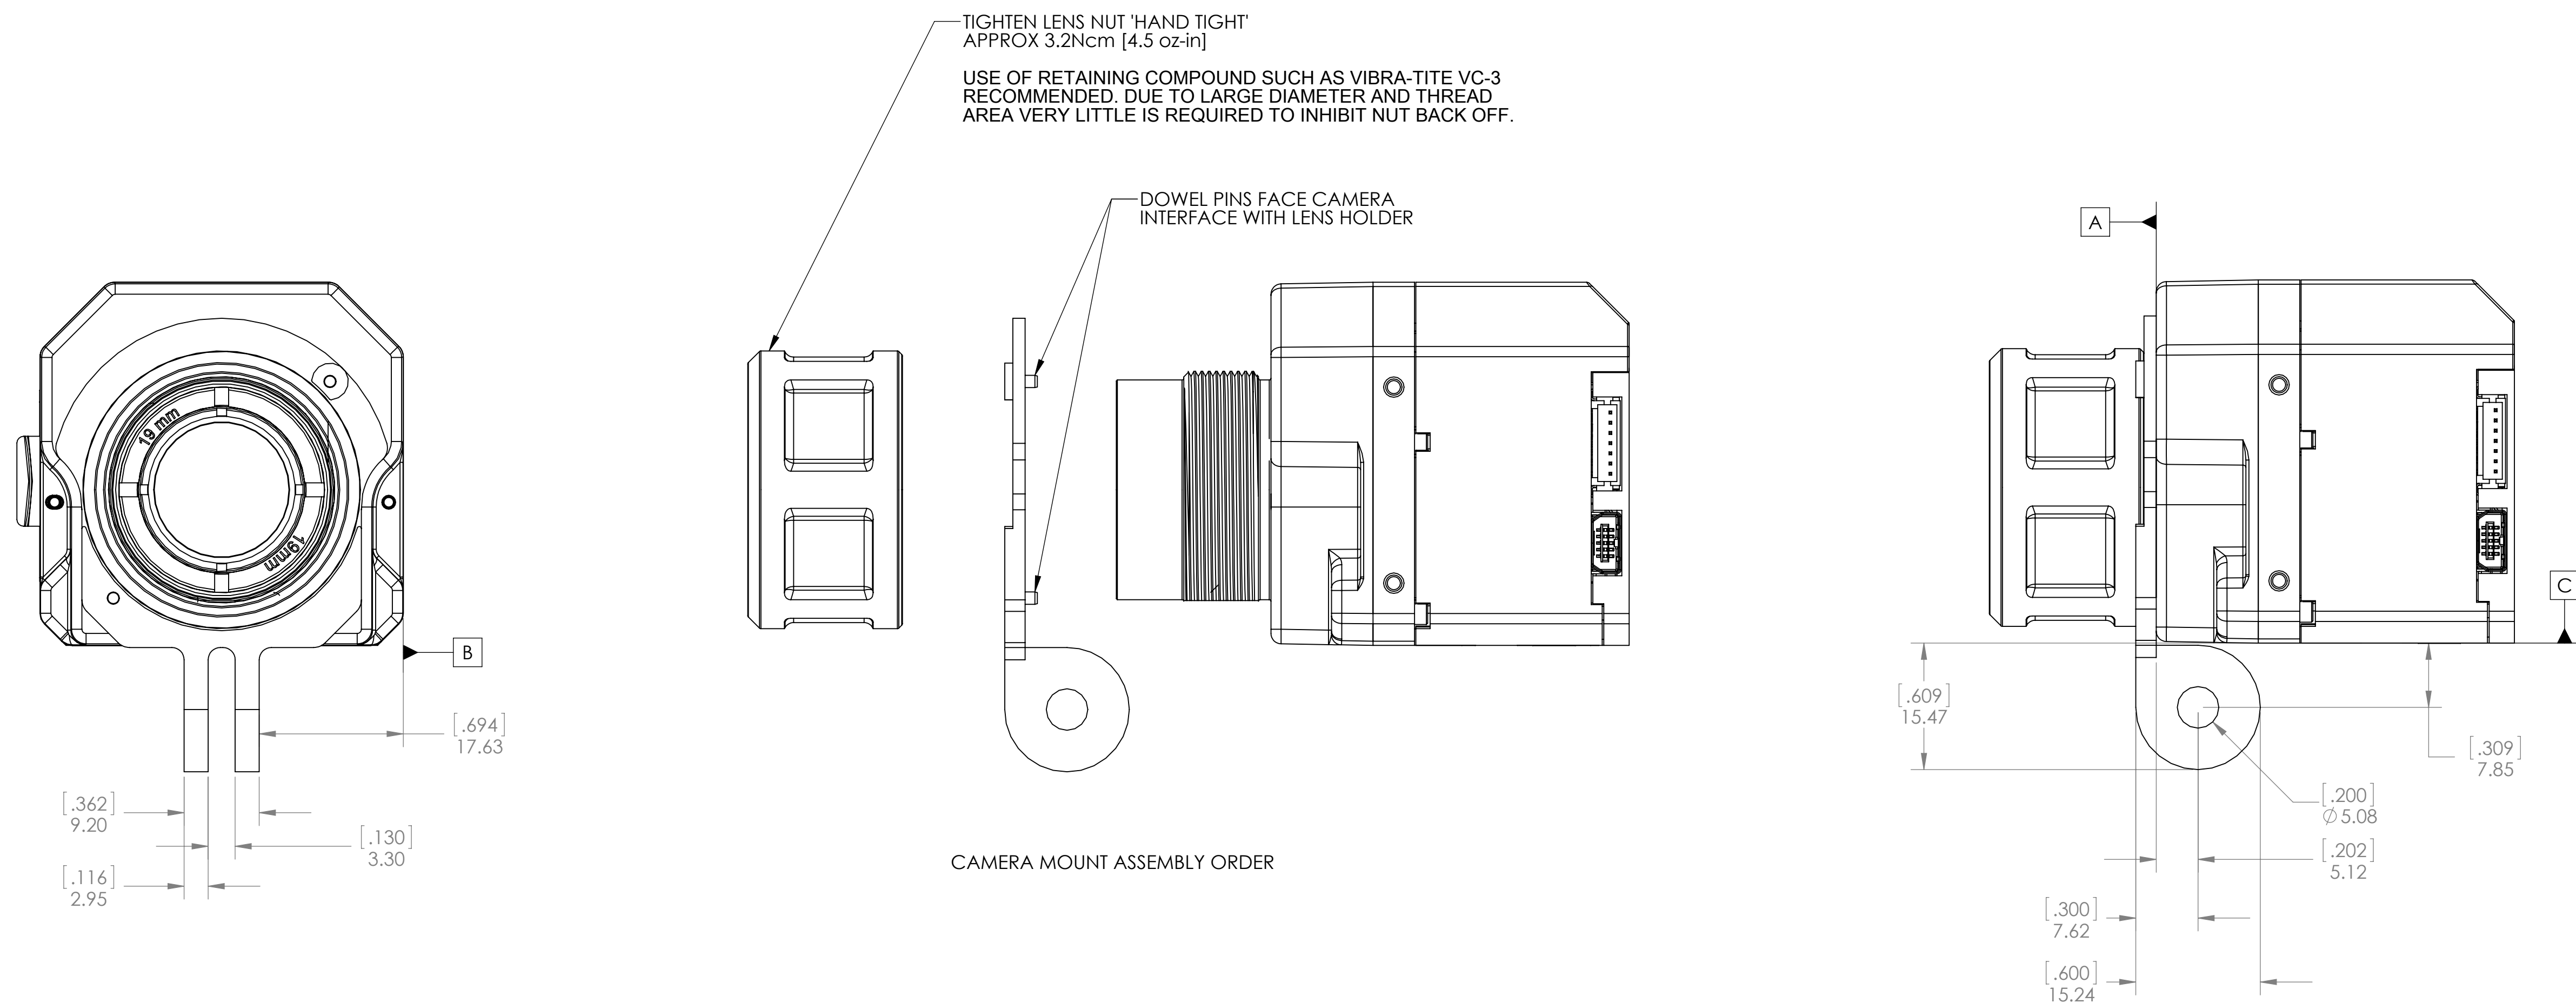 TIGHTEN LENS NUT 'HAND TIGHT'
APPROX 3.2Ncm [4.5 oz-in]
USE OF RETAINING COMPOUND SUCH AS VIBRA-TITE VC-3
RECOMMENDED. DUE TO LARGE DIAMETER AND THREAD
AREA VERY LITTLE IS REQUIRED TO INHIBIT NUT BACK OFF.
DOWEL PINS FACE CAMERA
INTERFACE WITH LENS HOLDER
A
19 mm
19mm
B
C
[.694]
17.63
[.362]
9.20
[.130]
3.30
[.116]
2.95
CAMERA MOUNT ASSEMBLY ORDER
[.609]
15.47
[.309]
7.85
[.200]
Ø 5.08
[.202]
5.12
[.300]
7.62
[.600]
15.24